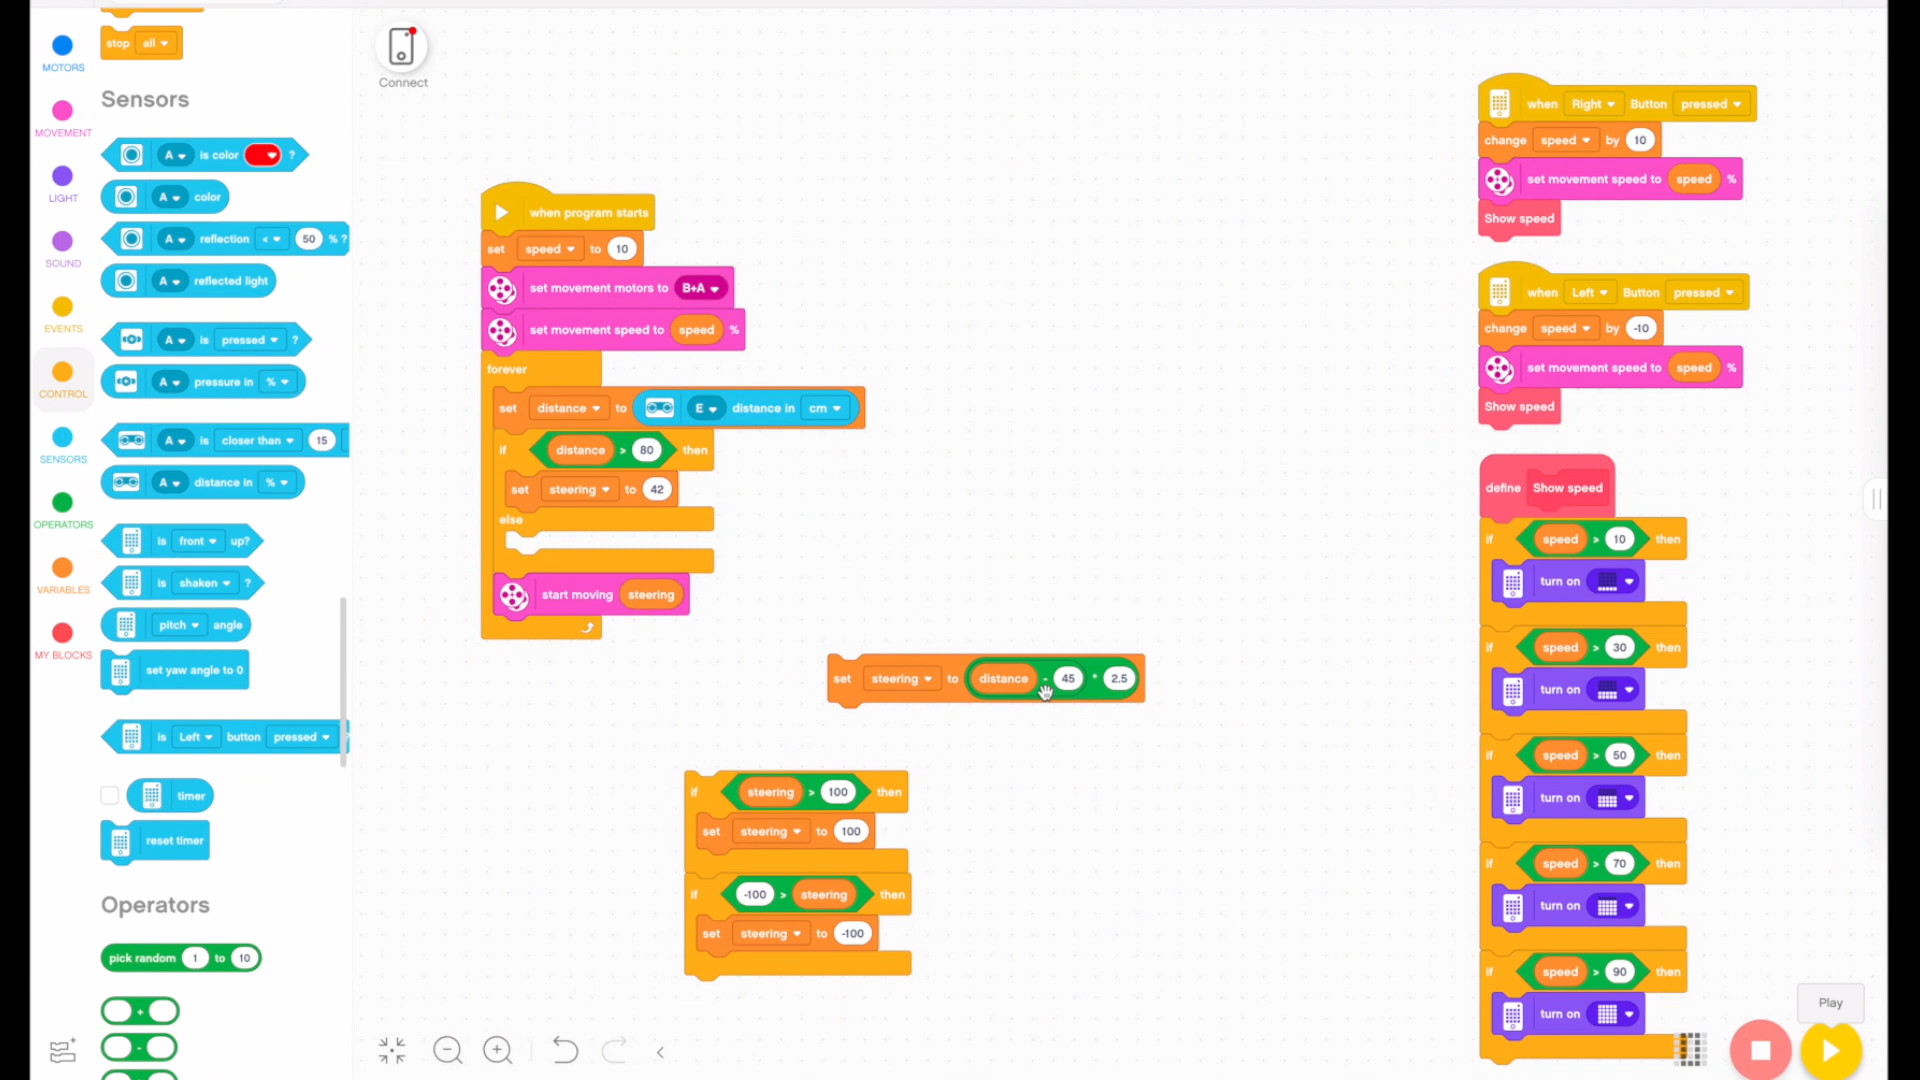 stop all
MOTORS
MOVEMENT
LIGHT
SOUND
EVENTS
CONTROL
SENSORS
OPERATORS
VARIABLES
MY BLOCKS
Sensors
A is color ?
A color
A reflection < 50 % ?
A reflected light
A is pressed ?
A pressure in %
A is closer than 15
A distance in %
is front up?
is shaken ?
pitch angle
set yaw angle to 0
is Left button pressed
timer
reset timer
Operators
pick random 1 to 10
+
-
Connect
when program starts
set speed to 10
set movement motors to B+A
set movement speed to speed %
forever
set distance to E distance in cm
if distance > 80 then
set steering to 42
else
start moving steering
set steering to distance - 45 * 2.5
if steering > 100 then
set steering to 100
if -100 > steering then
set steering to -100
when Right Button pressed
change speed by 10
set movement speed to speed %
Show speed
when Left Button pressed
change speed by -10
set movement speed to speed %
Show speed
define Show speed
if speed > 10 then
turn on
if speed > 30 then
turn on
if speed > 50 then
turn on
if speed > 70 then
turn on
if speed > 90 then
turn on
Play